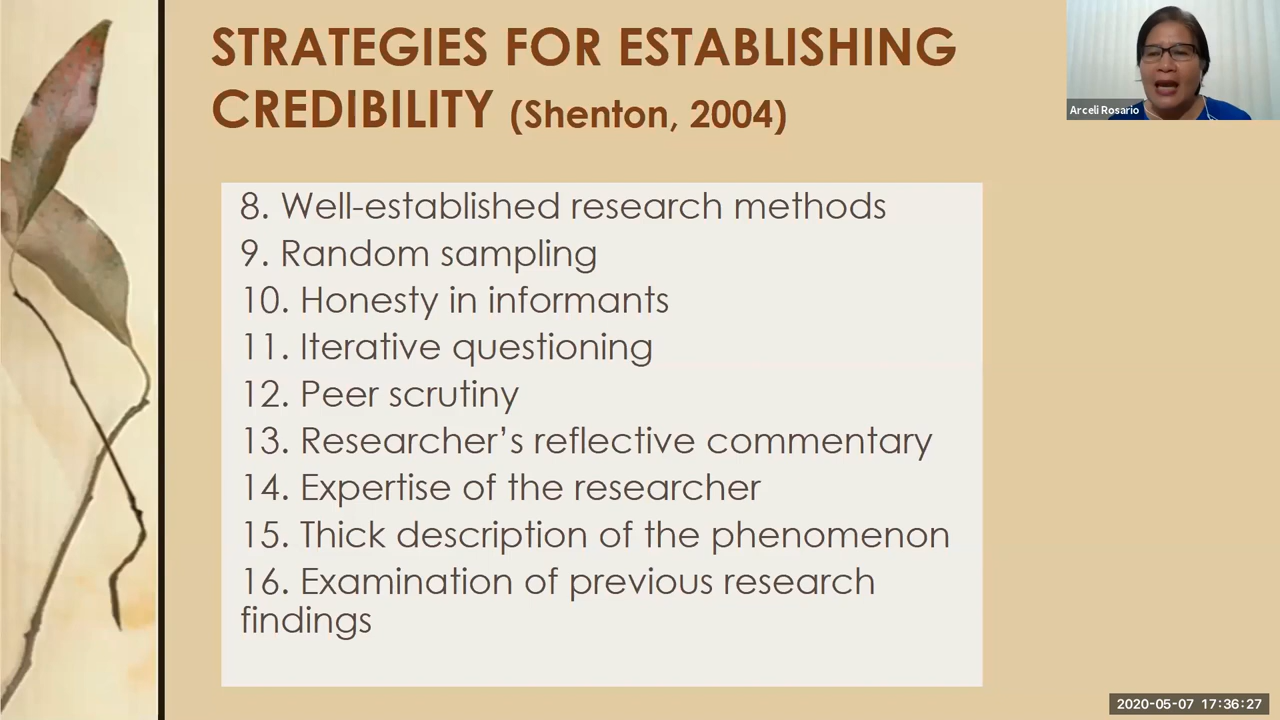 STRATEGIES FOR ESTABLISHING
CREDIBILITY (Shenton, 2004)
Arceli Rosario
8. Well-established research methods
9. Random sampling
10. Honesty in informants
11. Iterative questioning
12. Peer scrutiny
13. Researcher’s reflective commentary
14. Expertise of the researcher
15. Thick description of the phenomenon
16. Examination of previous research
findings
2020-05-07 17:36:27